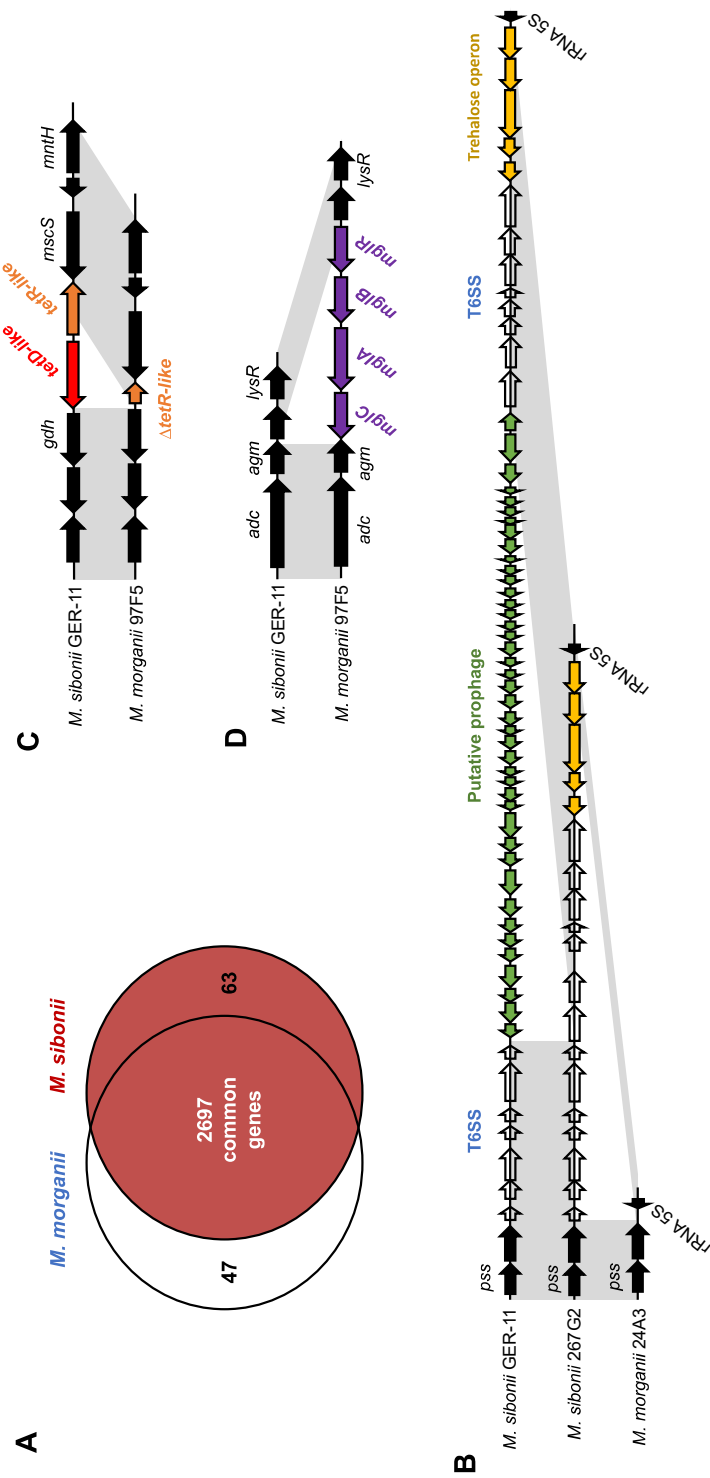 A
M. morganii
M. sibonii
47
2697
common
genes
63
B
T6SS
Putative prophage
T6SS
Trehalose operon
M. sibonii GER-11
pss
rRNA 5S
M. sibonii 267G2
pss
rRNA 5S
M. morganii 24A3
pss
rRNA 5S
C
M. sibonii GER-11
gdh
tetD-like
tetR-like
mscS
mntH
M. morganii 97F5
ΔtetR-like
D
M. sibonii GER-11
adc
agm
lysR
M. morganii 97F5
adc
agm
mglC
mglA
mglB
mglR
lysR